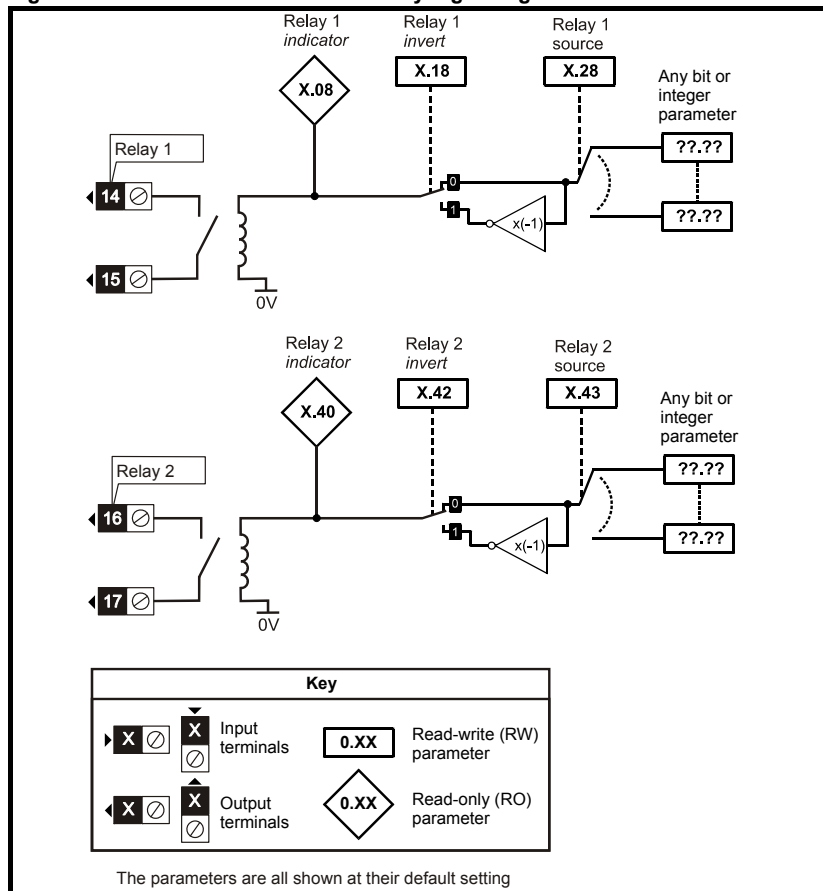 Relay 1
indicator
Relay 1
invert
Relay 1
source
X.08
X.18
X.28
Any bit or
integer
parameter
??.??
??.??
Relay 1
14
15
0
1
x(-1)
0V
Relay 2
indicator
Relay 2
invert
Relay 2
source
X.40
X.42
X.43
Any bit or
integer
parameter
??.??
??.??
Relay 2
16
17
0
1
x(-1)
0V
Key
X
X
Input
terminals
0.XX
Read-write (RW)
parameter
X
X
Output
terminals
0.XX
Read-only (RO)
parameter
The parameters are all shown at their default setting